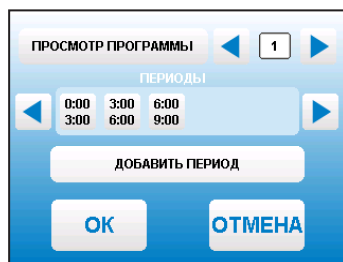 ПРОСМОТР ПРОГРАММЫ 1
ПЕРИОДЫ
0:00 3:00 6:00
3:00 6:00 9:00
ДОБАВИТЬ ПЕРИОД
ОК ОТМЕНА